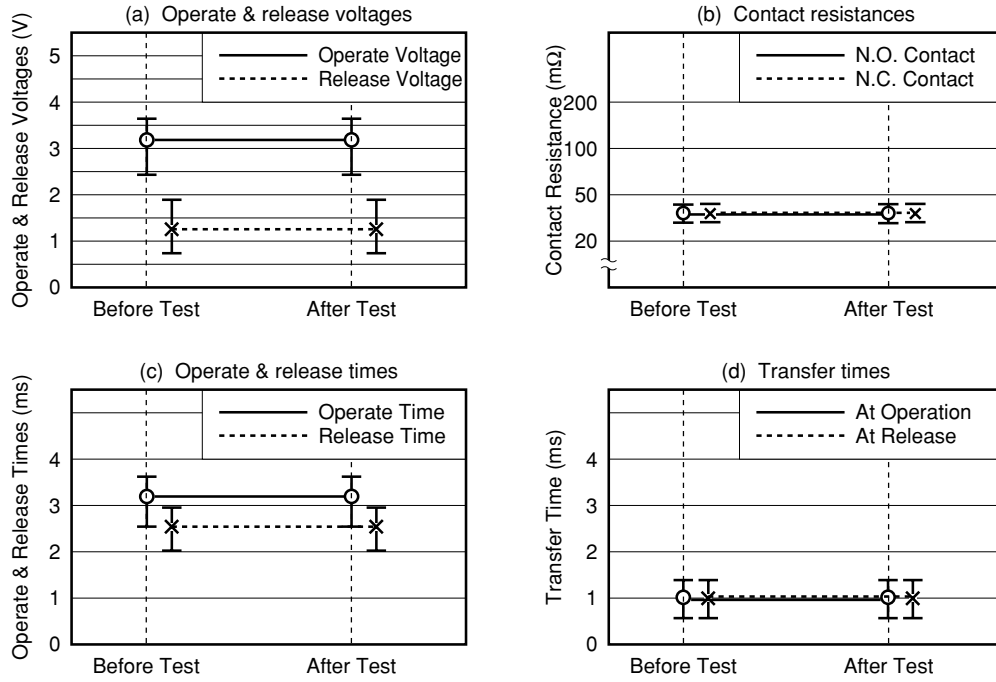 (a) Operate & release voltages
Operate & Release Voltages (V)
5
4
3
2
1
0
Operate Voltage
Release Voltage
Before Test
After Test
(b) Contact resistances
Contact Resistance (mΩ)
200
100
50
20
N.O. Contact
N.C. Contact
Before Test
After Test
(c) Operate & release times
Operate & Release Times (ms)
4
3
2
1
0
Operate Time
Release Time
Before Test
After Test
(d) Transfer times
Transfer Time (ms)
4
3
2
1
0
At Operation
At Release
Before Test
After Test